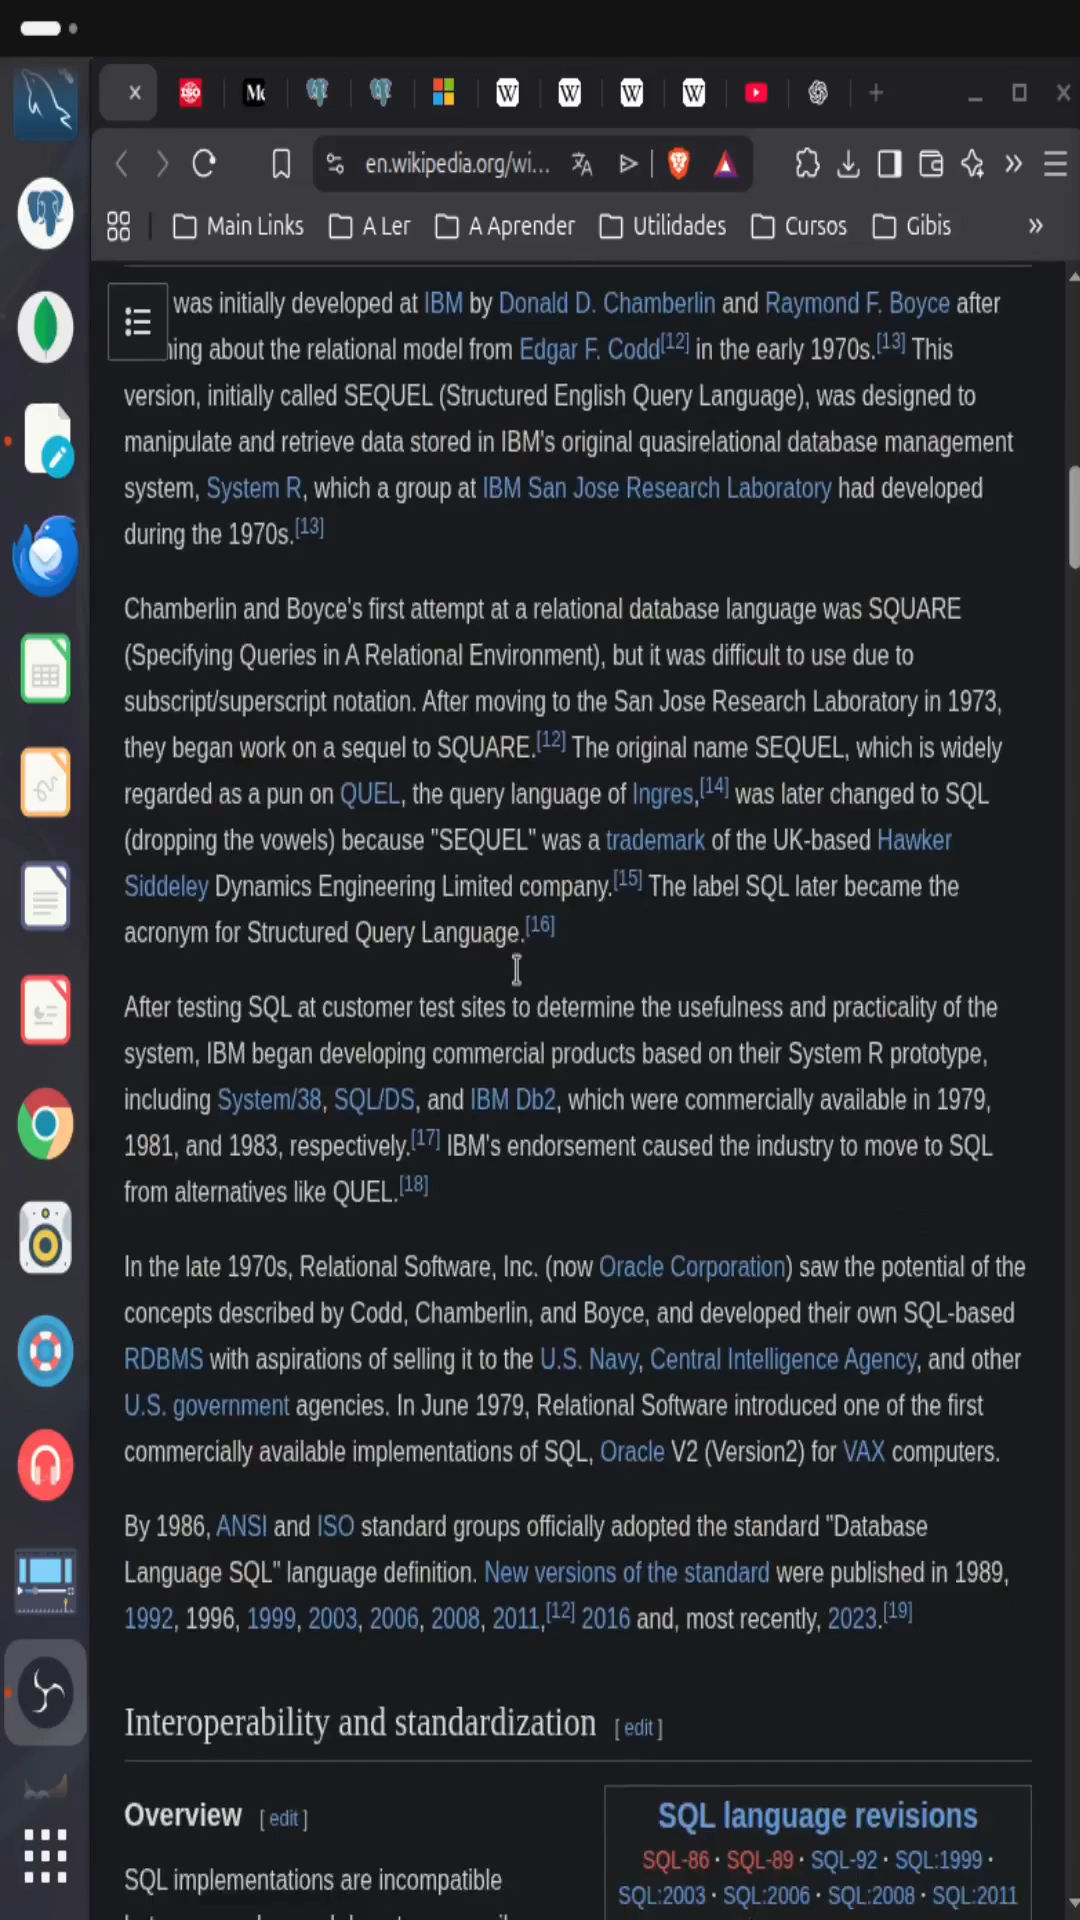 en.wikipedia.org/wi...
Main Links
A Ler
A Aprender
Utilidades
Cursos
Gibis
was initially developed at IBM by Donald D. Chamberlin and Raymond F. Boyce after
about the relational model from Edgar F. Codd[12] in the early 1970s.[13] This
version, initially called SEQUEL (Structured English Query Language), was designed to
manipulate and retrieve data stored in IBM's original quasirelational database management
system, System R, which a group at IBM San Jose Research Laboratory had developed
during the 1970s.[13]
Chamberlin and Boyce's first attempt at a relational database language was SQUARE
(Specifying Queries in A Relational Environment), but it was difficult to use due to
subscript/superscript notation. After moving to the San Jose Research Laboratory in 1973,
they began work on a sequel to SQUARE.[12] The original name SEQUEL, which is widely
regarded as a pun on QUEL, the query language of Ingres,[14] was later changed to SQL
(dropping the vowels) because "SEQUEL" was a trademark of the UK-based Hawker
Siddeley Dynamics Engineering Limited company.[15] The label SQL later became the
acronym for Structured Query Language.[16]
After testing SQL at customer test sites to determine the usefulness and practicality of the
system, IBM began developing commercial products based on their System R prototype,
including System/38, SQL/DS, and IBM Db2, which were commercially available in 1979,
1981, and 1983, respectively.[17] IBM's endorsement caused the industry to move to SQL
from alternatives like QUEL.[18]
In the late 1970s, Relational Software, Inc. (now Oracle Corporation) saw the potential of the
concepts described by Codd, Chamberlin, and Boyce, and developed their own SQL-based
RDBMS with aspirations of selling it to the U.S. Navy, Central Intelligence Agency, and other
U.S. government agencies. In June 1979, Relational Software introduced one of the first
commercially available implementations of SQL, Oracle V2 (Version2) for VAX computers.
By 1986, ANSI and ISO standard groups officially adopted the standard "Database
Language SQL" language definition. New versions of the standard were published in 1989,
1992, 1996, 1999, 2003, 2006, 2008, 2011,[12] 2016 and, most recently, 2023.[19]
Interoperability and standardization [ edit ]
Overview [ edit ]
SQL implementations are incompatible
SQL language revisions
SQL-86 · SQL-89 · SQL-92 · SQL:1999 ·
SQL:2003 · SQL:2006 · SQL:2008 · SQL:2011